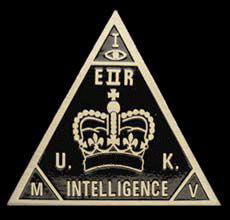 I
EIIR
U. K.
M INTELLIGENCE V